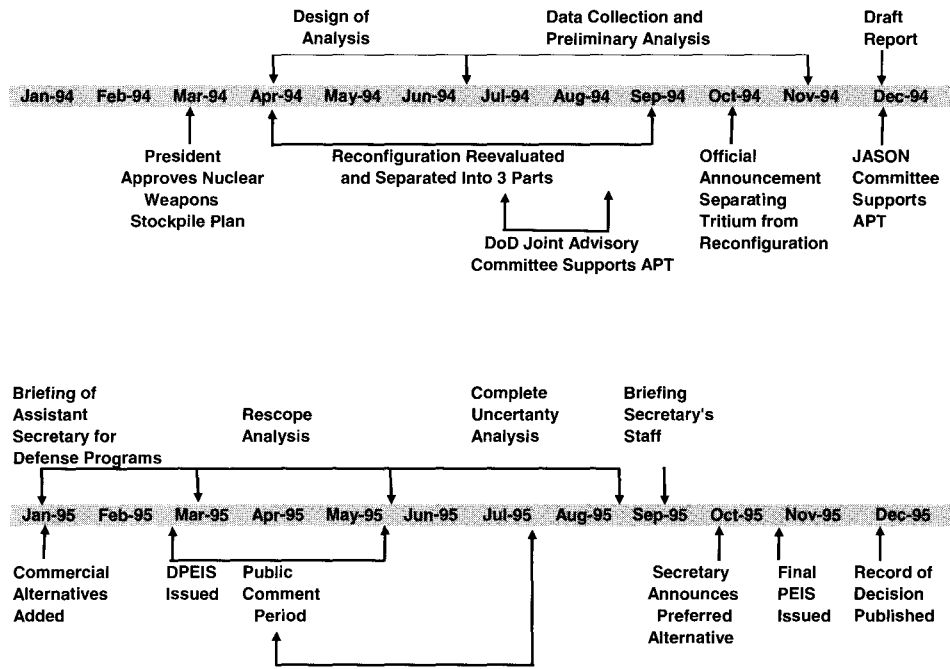 Design of
Analysis
Data Collection and
Preliminary Analysis
Draft
Report
Jan-94 Feb-94 Mar-94 Apr-94 May-94 Jun-94 Jul-94 Aug-94 Sep-94 Oct-94 Nov-94 Dec-94
President
Approves Nuclear
Weapons
Stockpile Plan
Reconfiguration Reevaluated
and Separated Into 3 Parts
DoD Joint Advisory
Committee Supports APT
Official
Announcement
Separating
Tritium from
Reconfiguration
JASON
Committee
Supports
APT
Briefing of
Assistant
Secretary for
Defense Programs
Rescope
Analysis
Complete
Uncertanty
Analysis
Briefing
Secretary's
Staff
Jan-95 Feb-95 Mar-95 Apr-95 May-95 Jun-95 Jul-95 Aug-95 Sep-95 Oct-95 Nov-95 Dec-95
Commercial
Alternatives
Added
DPEIS
Issued
Public
Comment
Period
Secretary
Announces
Preferred
Alternative
Final
PEIS
Issued
Record of
Decision
Published